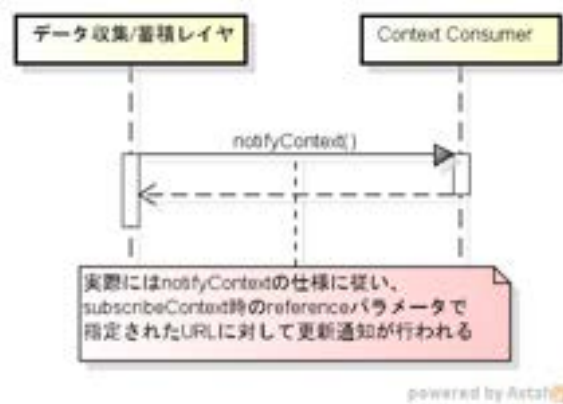 データ収集/蓄積レイヤ
Context Consumer
notifyContext()
実際にはnotifyContextの仕様に従い、
subscribeContext時のreferenceパラメータで
指定されたURLに対して更新通知が行われる
powered by Astah